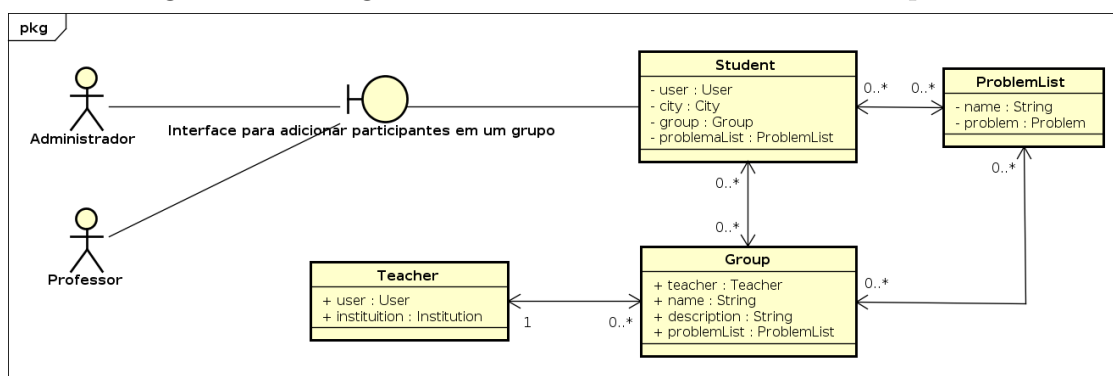 pkg
Administrador
Professor
Interface para adicionar participantes em um grupo
Student
- user : User
- city : City
- group : Group
- problemaList : ProblemList
0..*
0..*
ProblemList
- name : String
- problem : Problem
0..*
0..*
0..*
0..*
Teacher
+ user : User
+ instituition : Institution
1
0..*
Group
+ teacher : Teacher
+ name : String
+ description : String
+ problemList : ProblemList